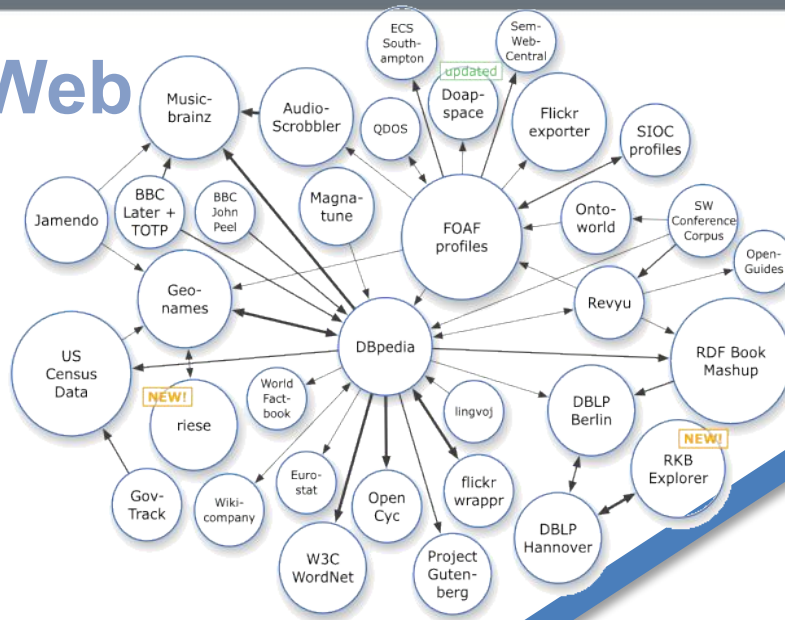 Web
ECS
South-
ampton
Sem-
Web-
Central
updated
Music-
brainz
Audio-
Scrobbler
QDOS
Doap-
space
Flickr
exporter
SIOC
profiles
Jamendo
BBC
Later +
TOTP
BBC
John
Peel
Magna-
tune
FOAF
profiles
Onto-
world
SW
Conference
Corpus
Open-
Guides
Geo-
names
Revyu
DBpedia
US
Census
Data
RDF Book
Mashup
NEW!
riese
World
Fact-
book
lingvoj
DBLP
Berlin
NEW!
RKB
Explorer
Gov-
Track
Wiki-
company
Euro-
stat
Open
Cyc
flickr
wrappr
DBLP
Hannover
W3C
WordNet
Project
Guten-
berg